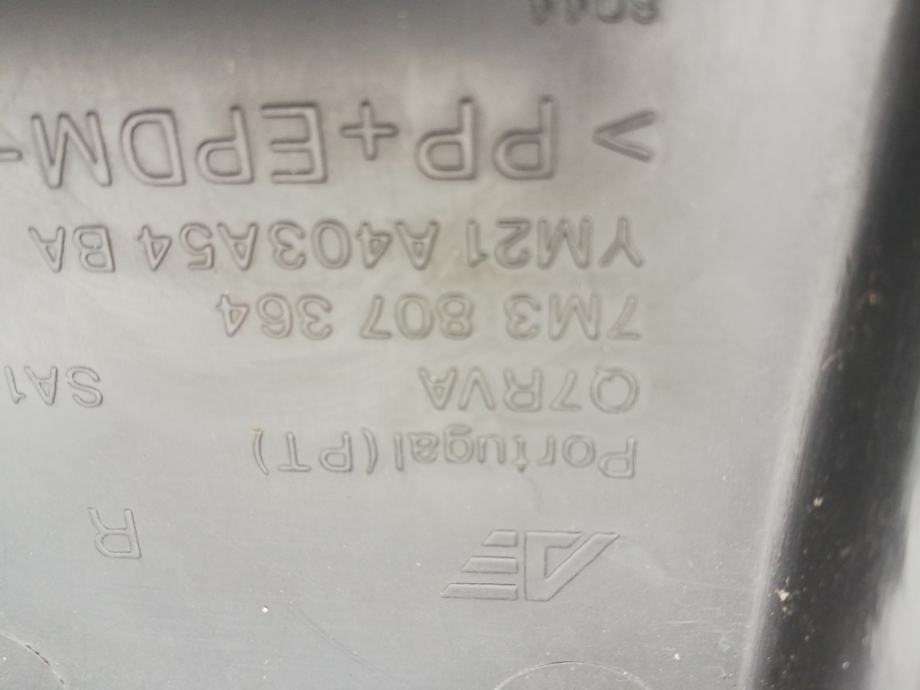 R
Portugal (PT)
Q7RVA SA1
7M3 807 364
YM21 A403A54 BA
>PP+EPDM-